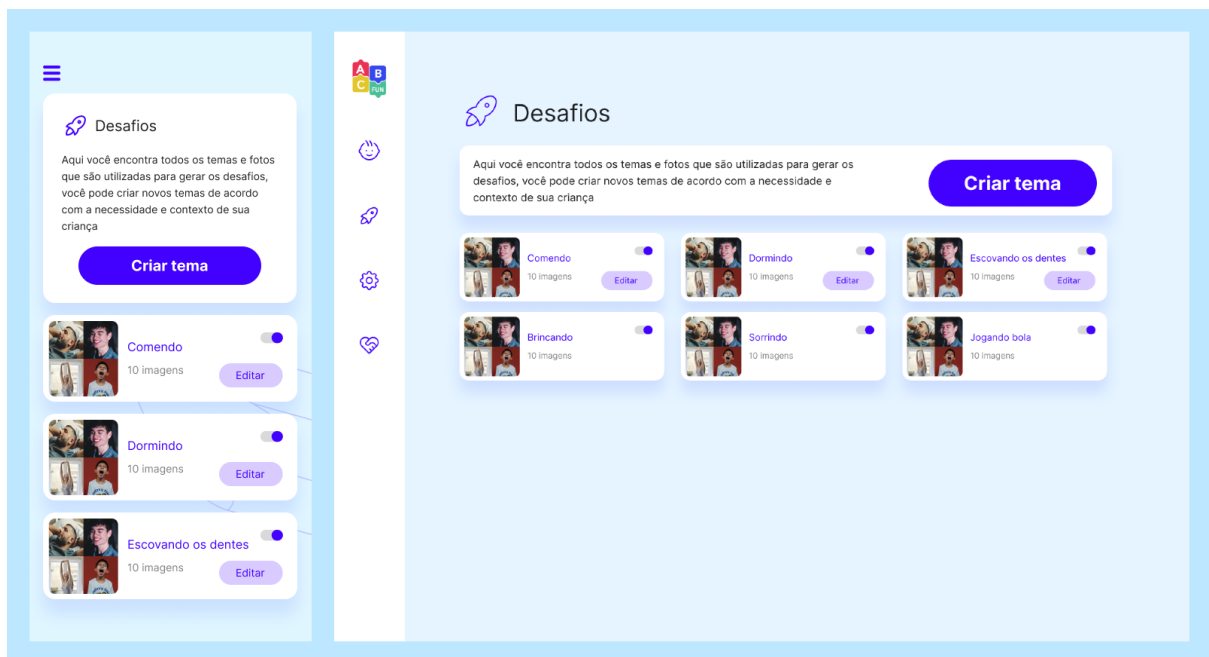 Desafios
Aqui você encontra todos os temas e fotos
que são utilizadas para gerar os desafios,
você pode criar novos temas de acordo
com a necessidade e contexto de sua
criança
Criar tema
Comendo
10 imagens
Editar
Dormindo
10 imagens
Editar
Escovando os dentes
10 imagens
Editar
A
B
C
FUN
Desafios
Aqui você encontra todos os temas e fotos que são utilizadas para gerar os
desafios, você pode criar novos temas de acordo com a necessidade e
contexto de sua criança
Criar tema
Comendo
10 imagens
Editar
Dormindo
10 imagens
Editar
Escovando os dentes
10 imagens
Editar
Brincando
10 imagens
Sorrindo
10 imagens
Jogando bola
10 imagens